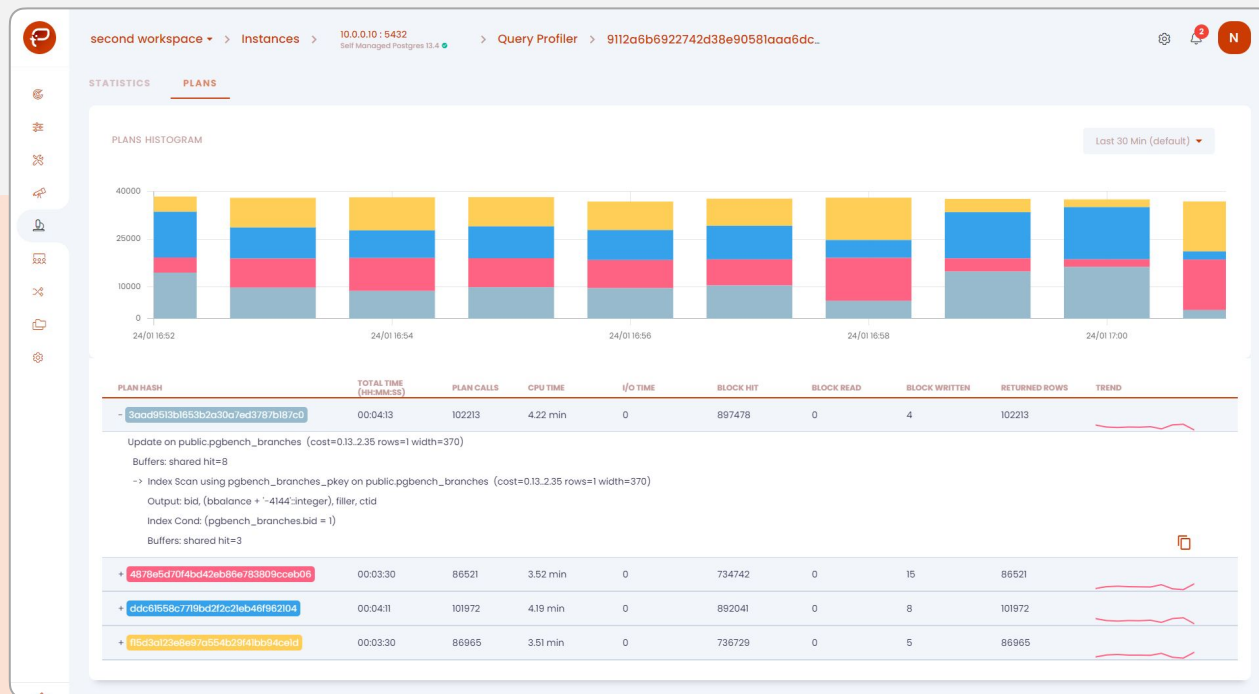 second workspace > Instances > 10.0.0.10 : 5432 > Query Profiler > 9112a6b6922742d38e90581aaa6dc..
Self Managed Postgres 13.4
2
N
STATISTICS PLANS
PLANS HISTOGRAM
Last 30 Min (default)
40000
25000
10000
0
24/01 16:52 24/01 16:54 24/01 16:56 24/01 16:58 24/01 17:00
PLAN HASH TOTAL TIME (HH:MM:SS) PLAN CALLS CPU TIME I/O TIME BLOCK HIT BLOCK READ BLOCK WRITTEN RETURNED ROWS TREND
- 3aad9513b1653b2a30a7ed3787b187c0 00:04:13 102213 4.22 min 0 897478 0 4 102213
Update on public.pgbench_branches (cost=0.13..2.35 rows=1 width=370)
Buffers: shared hit=8
-> Index Scan using pgbench_branches_pkey on public.pgbench_branches (cost=0.13..2.35 rows=1 width=370)
Output: bid, (bbalance + '-4144'::integer), filler, ctid
Index Cond: (pgbench_branches.bid = 1)
Buffers: shared hit=3
+ 4878e5d70f4bd42eb86e783809cceb06 00:03:30 86521 3.52 min 0 734742 0 15 86521
+ ddc61558c7719bd2f2c21eb46f962104 00:04:11 101972 4.19 min 0 892041 0 8 101972
+ f15d3a123e8e97a554b29f41bb94ce1d 00:03:30 86965 3.51 min 0 736729 0 5 86965